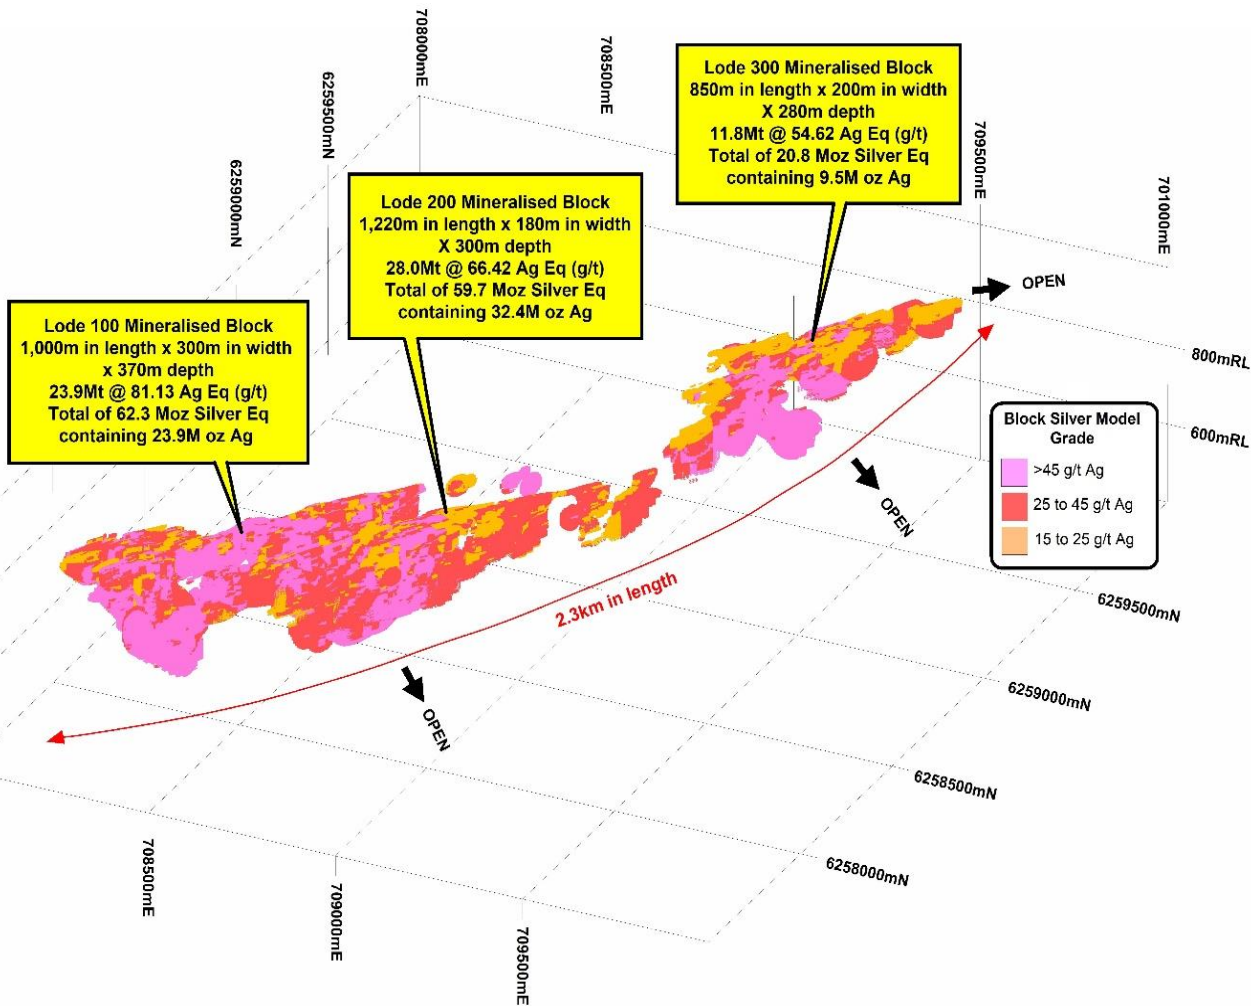 708000mE
708500mE
6259500mN
6259000mN
709500mE
701000mE
Lode 300 Mineralised Block
850m in length x 200m in width
X 280m depth
11.8Mt @ 54.62 Ag Eq (g/t)
Total of 20.8 Moz Silver Eq
containing 9.5M oz Ag
Lode 200 Mineralised Block
1,220m in length x 180m in width
X 300m depth
28.0Mt @ 66.42 Ag Eq (g/t)
Total of 59.7 Moz Silver Eq
containing 32.4M oz Ag
Lode 100 Mineralised Block
1,000m in length x 300m in width
x 370m depth
23.9Mt @ 81.13 Ag Eq (g/t)
Total of 62.3 Moz Silver Eq
containing 23.9M oz Ag
OPEN
800mRL
600mRL
Block Silver Model
Grade
>45 g/t Ag
25 to 45 g/t Ag
15 to 25 g/t Ag
OPEN
2.3km in length
OPEN
6259500mN
6259000mN
6258500mN
6258000mN
708500mE
709000mE
709500mE